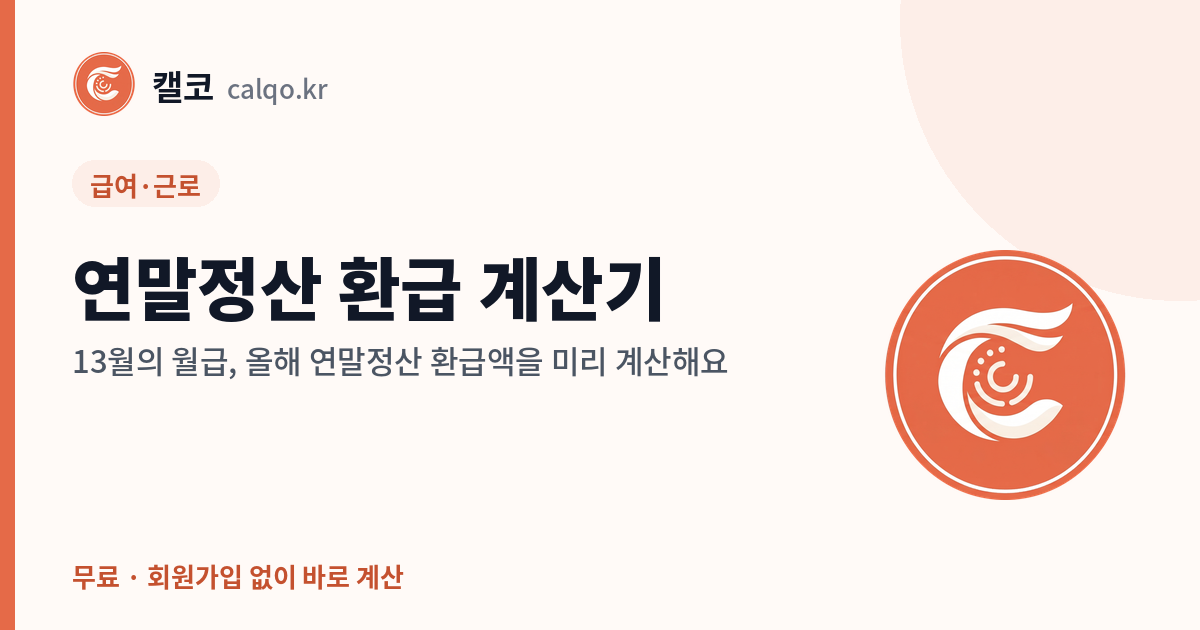 캘코 calqo.kr
급여·근로
연말정산 환급 계산기
13월의 월급, 올해 연말정산 환급액을 미리 계산해요
무료 · 회원가입 없이 바로 계산